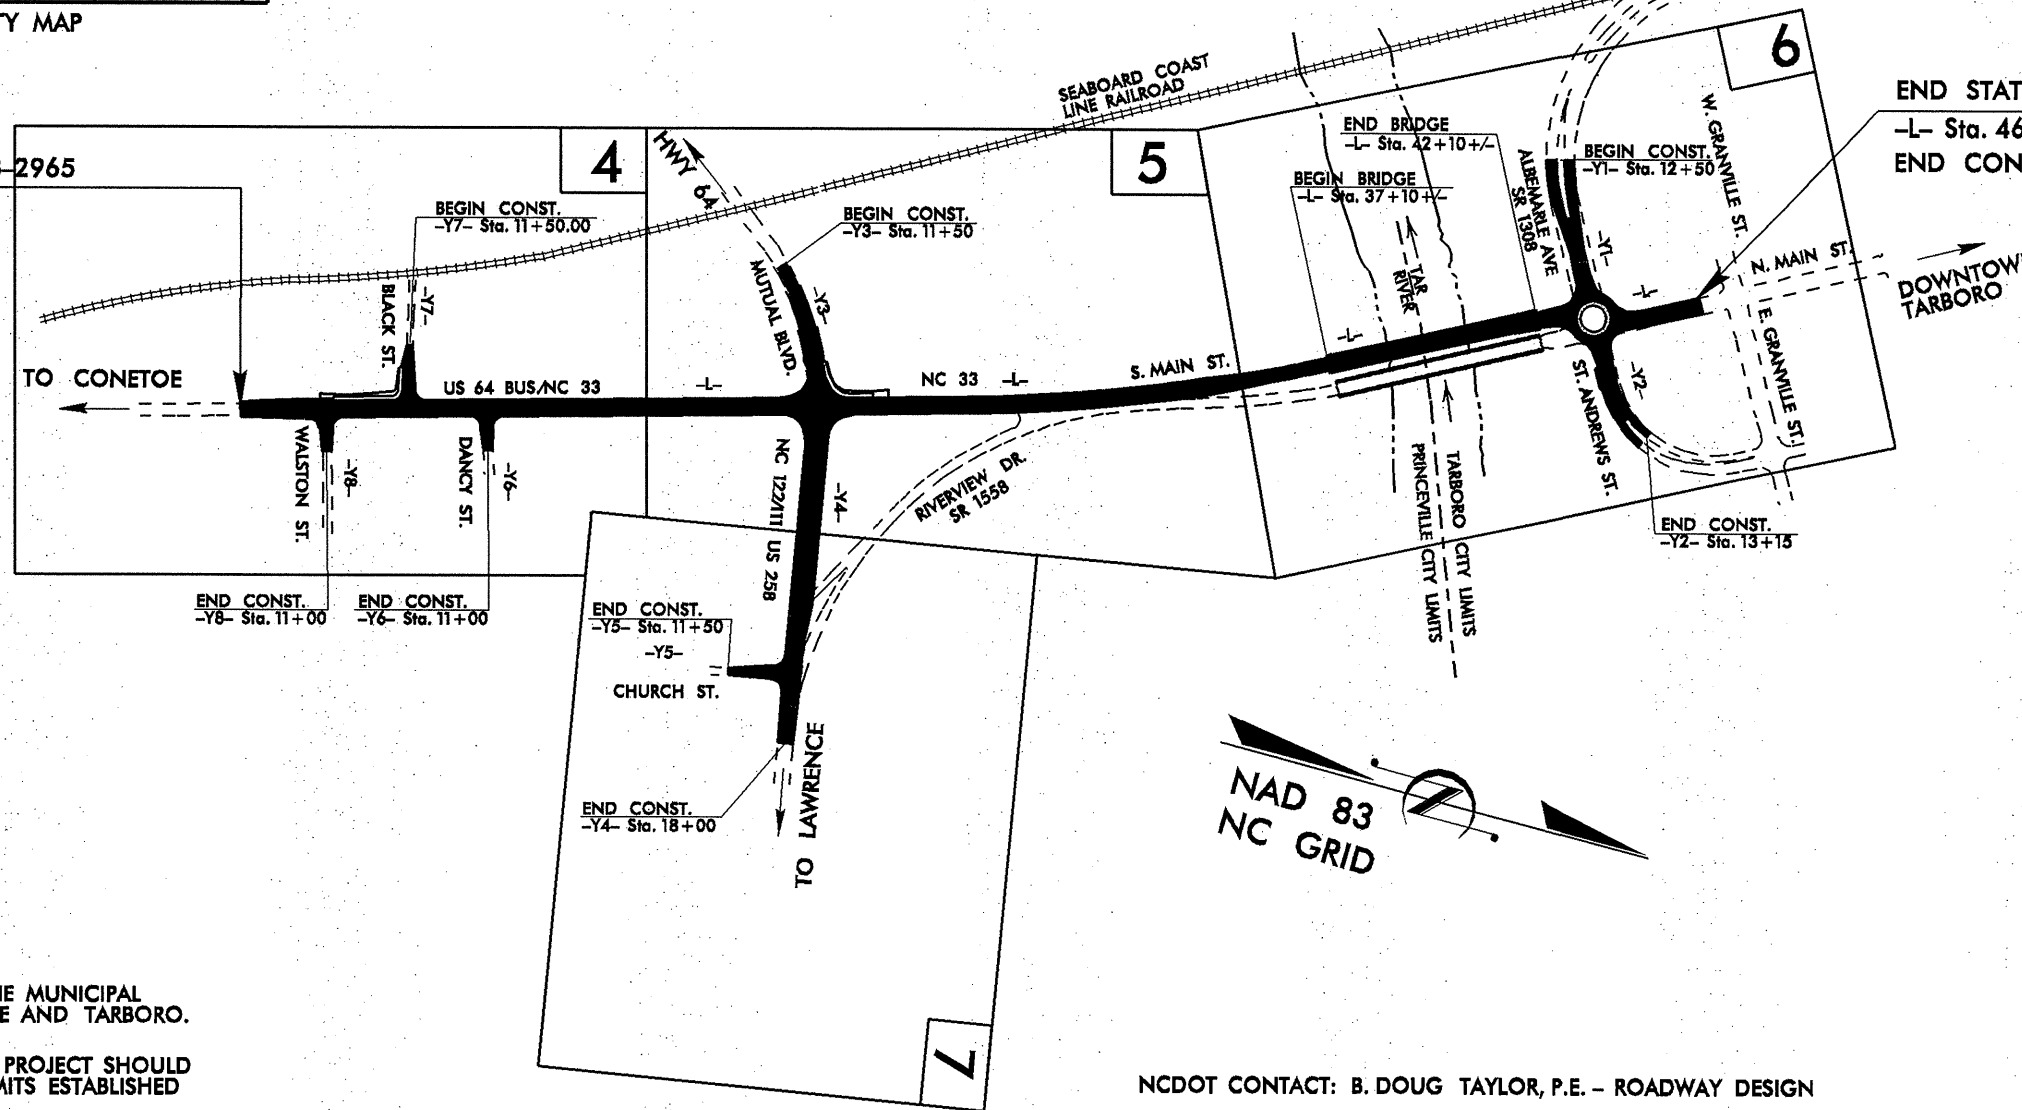 TY MAP
-2965
4
5
6
7
HWY 64
SEABOARD COAST
LINE RAILROAD
END BRIDGE
-L- Sta. 42+10+/-
BEGIN BRIDGE
-L- Sta. 37+10+/-
ALBEMARLE AVE
SR 1308
BEGIN CONST.
-Y1- Sta. 12+50
W. GRANVILLE ST.
END STAT
-L- Sta. 46
END CON
BEGIN CONST.
-Y7- Sta. 11+50.00
BEGIN CONST.
-Y3- Sta. 11+50
BLACK ST.
-Y7-
MUTUAL BLVD.
-Y3-
TAR
RIVER
-Y1-
-L-
N. MAIN ST.
DOWNTOW
TARBORO
E. GRANVILLE ST.
TO CONETOE
US 64 BUS/NC 33
-L-
NC 33
-L-
S. MAIN ST.
-L-
ST. ANDREWS ST.
-Y2-
WALSTON ST.
-Y8-
DANCY ST.
-Y6-
NC 122/111 US 258
-Y4-
RIVERVIEW DR.
SR 1558
PRINCEVILLE CITY LIMITS
TARBORO CITY LIMITS
END CONST.
-Y2- Sta. 13+15
END CONST.
-Y8- Sta. 11+00
END CONST.
-Y6- Sta. 11+00
END CONST.
-Y5- Sta. 11+50
-Y5-
CHURCH ST.
END CONST.
-Y4- Sta. 18+00
TO LAWRENCE
NAD 83
NC GRID
E MUNICIPAL
E AND TARBORO.
PROJECT SHOULD
MITS ESTABLISHED
NCDOT CONTACT: B. DOUG TAYLOR, P.E. – ROADWAY DESIGN